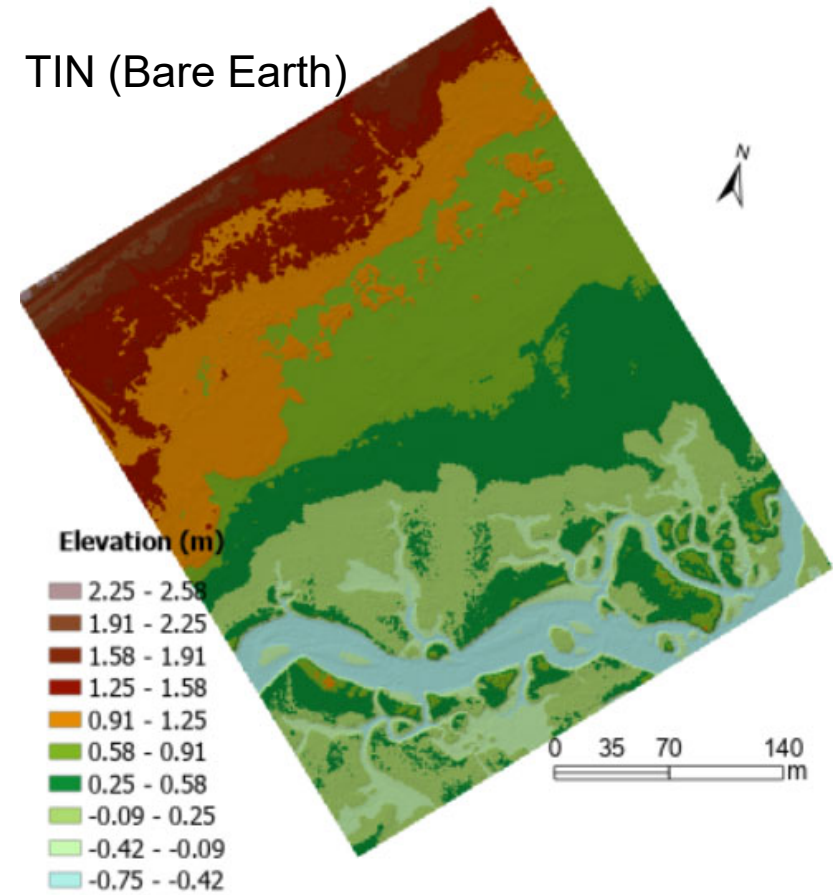 TIN (Bare Earth)
N
Elevation (m)
2.25 - 2.58
1.91 - 2.25
1.58 - 1.91
1.25 - 1.58
0.91 - 1.25
0.58 - 0.91
0.25 - 0.58
-0.09 - 0.25
-0.42 - -0.09
-0.75 - -0.42
0 35 70 140
m